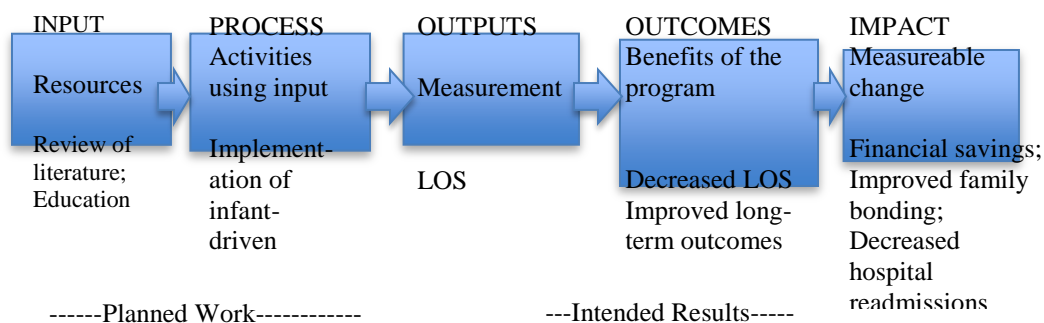 INPUT
Resources
Review of
literature;
Education
PROCESS
Activities
using input
Implement-
ation of
infant-
driven
OUTPUTS
Measurement
LOS
OUTCOMES
Benefits of the
program
Decreased LOS
Improved long-
term outcomes
IMPACT
Measureable
change
Financial savings;
Improved family
bonding;
Decreased
hospital
readmissions
------Planned Work------------
---Intended Results-----